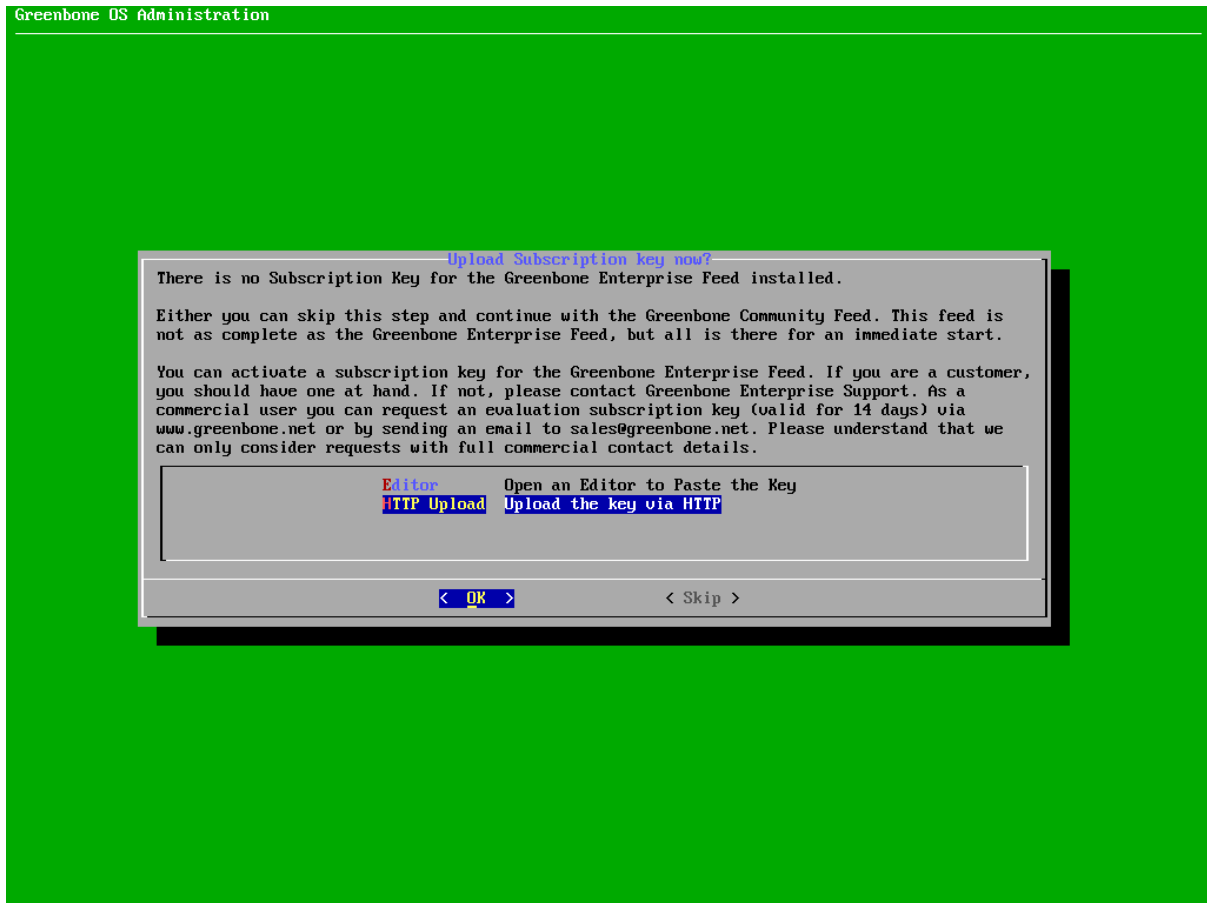 Greenbone OS Administration
Upload Subscription key now?
There is no Subscription Key for the Greenbone Enterprise Feed installed.
Either you can skip this step and continue with the Greenbone Community Feed. This feed is
not as complete as the Greenbone Enterprise Feed, but all is there for an immediate start.
You can activate a subscription key for the Greenbone Enterprise Feed. If you are a customer,
you should have one at hand. If not, please contact Greenbone Enterprise Support. As a
commercial user you can request an evaluation subscription key (valid for 14 days) via
www.greenbone.net or by sending an email to sales@greenbone.net. Please understand that we
can only consider requests with full commercial contact details.
Editor Open an Editor to Paste the Key
HTTP Upload Upload the key via HTTP
< OK > < Skip >